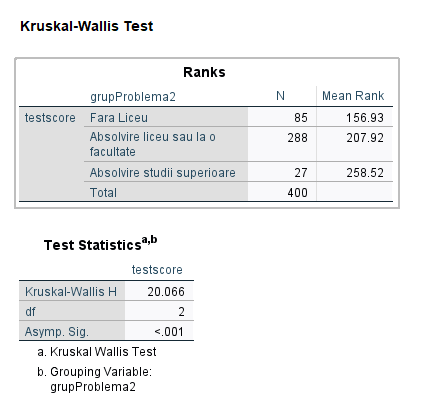 Kruskal-Wallis Test
Ranks
grupProblema2 N Mean Rank
testscore Fara Liceu 85 156.93
Absolvire liceu sau la o 288 207.92
facultate
Absolvire studii superioare 27 258.52
Total 400
Test Statisticsa,b
testscore
Kruskal-Wallis H 20.066
df 2
Asymp. Sig. <.001
a. Kruskal Wallis Test
b. Grouping Variable:
grupProblema2